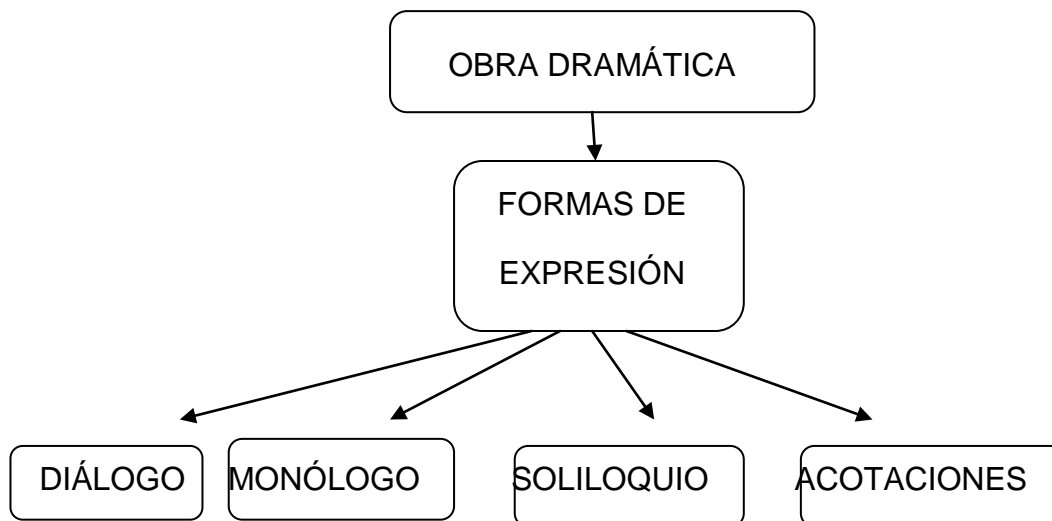 OBRA DRAMÁTICA
FORMAS DE
EXPRESIÓN
DIÁLOGO
MONÓLOGO
SOLILOQUIO
ACOTACIONES